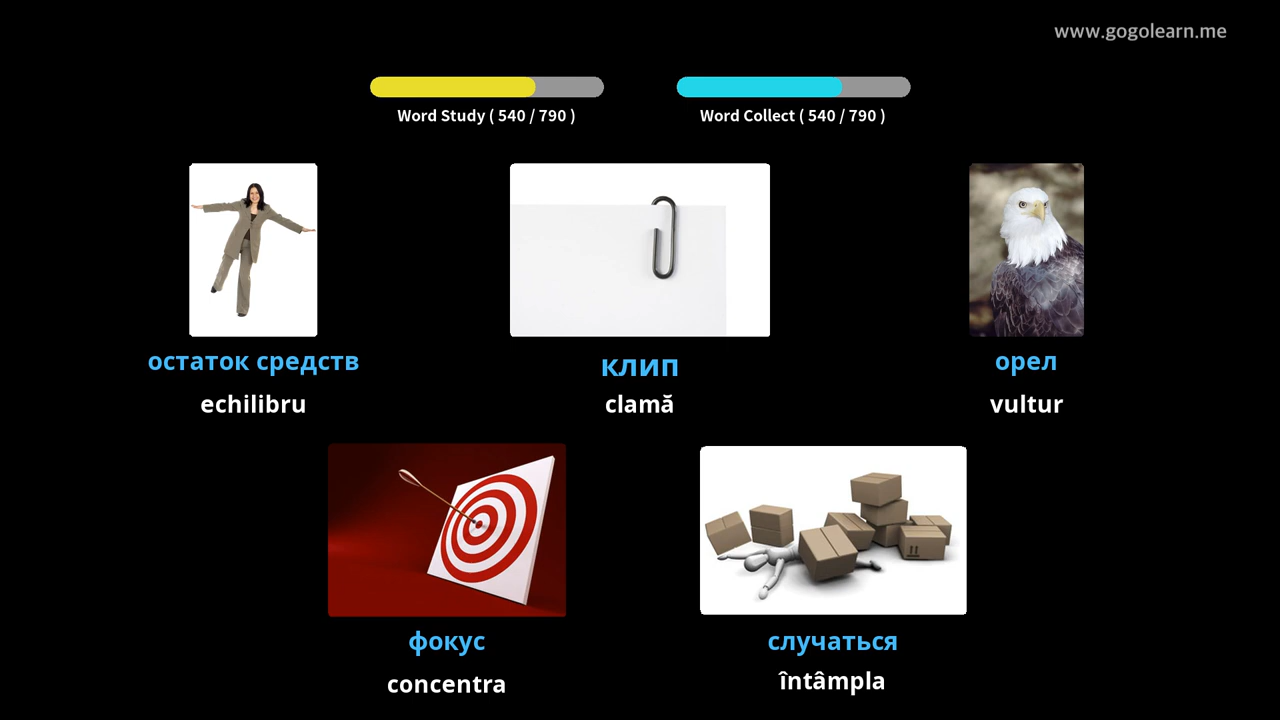 www.gogolearn.me
Word Study ( 540 / 790 )
Word Collect ( 540 / 790 )
остаток средств
клип
орел
echilibru
clamă
vultur
фокус
случаться
concentra
întâmpla